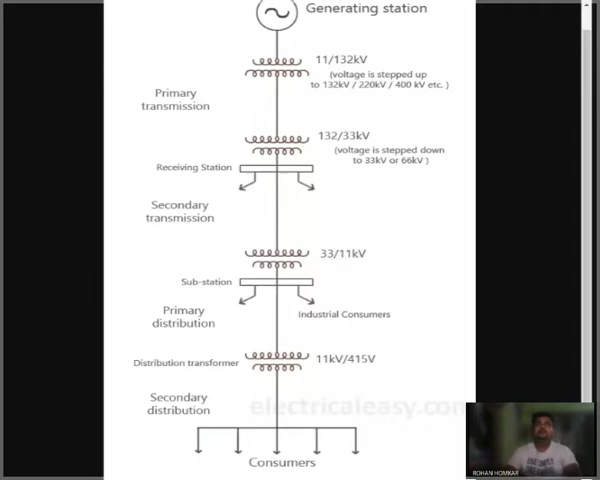 Generating station
11/132kV
(voltage is stepped up
to 132kV / 220kV / 400 kV etc. )
Primary
transmission
132/33kV
(voltage is stepped down
to 33kV or 66kV )
Receiving Station
Secondary
transmission
33/11kV
Sub-station
Primary
distribution
Industrial Consumers
Distribution transformer
11kV/415V
Secondary
distribution
electricaleasy.com
Consumers
ROHAN HOMKAR